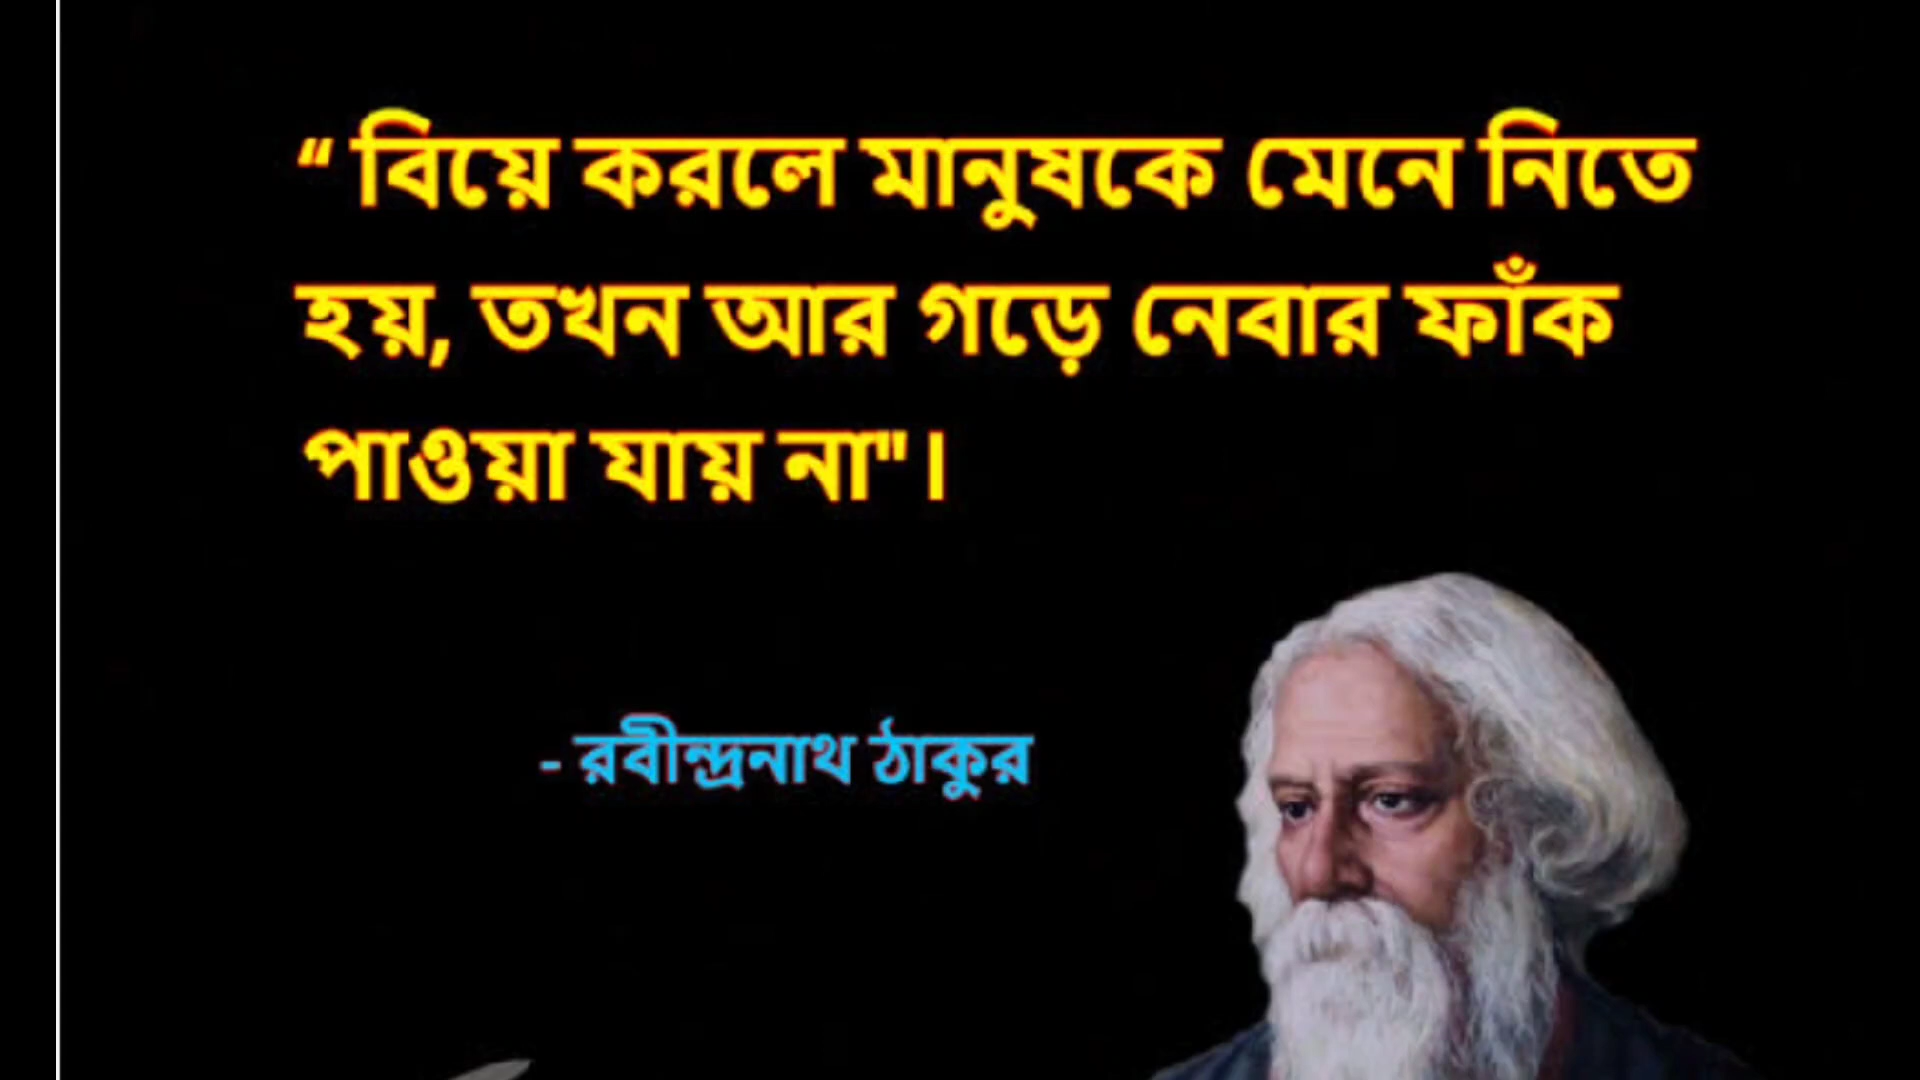 “ বিয়ে করলে মানুষকে মেনে নিতে
হয়, তখন আর গড়ে নেবার ফাঁক
পাওয়া যায় না"।
- রবীন্দ্রনাথ ঠাকুর